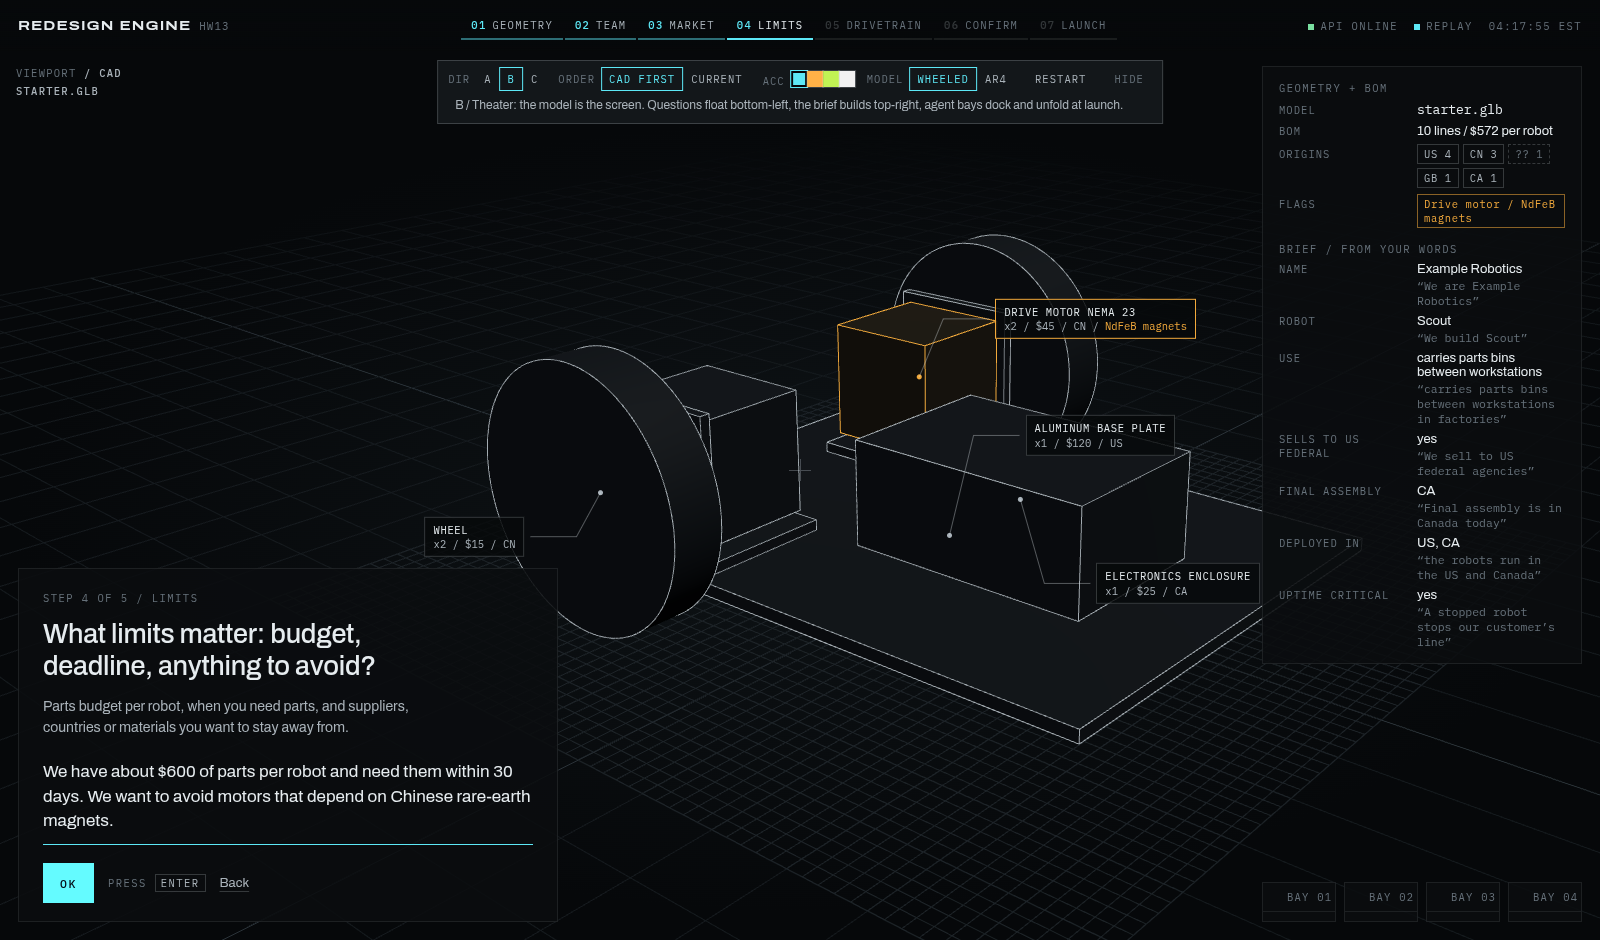 REDESIGN ENGINE HW13
01 GEOMETRY 02 TEAM 03 MARKET 04 LIMITS 05 DRIVETRAIN 06 CONFIRM 07 LAUNCH
API ONLINE REPLAY 04:17:55 EST
VIEWPORT / CAD
STARTER.GLB
DIR A B C ORDER CAD FIRST CURRENT ACC MODEL WHEELED AR4 RESTART HIDE
B / Theater: the model is the screen. Questions float bottom-left, the brief builds top-right, agent bays dock and unfold at launch.
GEOMETRY + BOM
MODEL starter.glb
BOM 10 lines / $572 per robot
ORIGINS US 4 CN 3 ?? 1
GB 1 CA 1
FLAGS Drive motor / NdFeB
magnets
BRIEF / FROM YOUR WORDS
NAME Example Robotics
“We are Example
Robotics”
ROBOT Scout
“We build Scout”
USE carries parts bins
between workstations
“carries parts bins
between workstations
in factories”
SELLS TO US
FEDERAL
yes
“We sell to US
federal agencies”
FINAL ASSEMBLY CA
“Final assembly is in
Canada today”
DEPLOYED IN US, CA
“the robots run in
the US and Canada”
UPTIME CRITICAL yes
“A stopped robot
stops our customer’s
line”
DRIVE MOTOR NEMA 23
x2 / $45 / CN / NdFeB magnets
ALUMINUM BASE PLATE
x1 / $120 / US
WHEEL
x2 / $15 / CN
ELECTRONICS ENCLOSURE
x1 / $25 / CA
STEP 4 OF 5 / LIMITS
What limits matter: budget,
deadline, anything to avoid?
Parts budget per robot, when you need parts, and suppliers,
countries or materials you want to stay away from.
We have about $600 of parts per robot and need them within 30
days. We want to avoid motors that depend on Chinese rare-earth
magnets.
OK PRESS ENTER Back
BAY 01 BAY 02 BAY 03 BAY 04